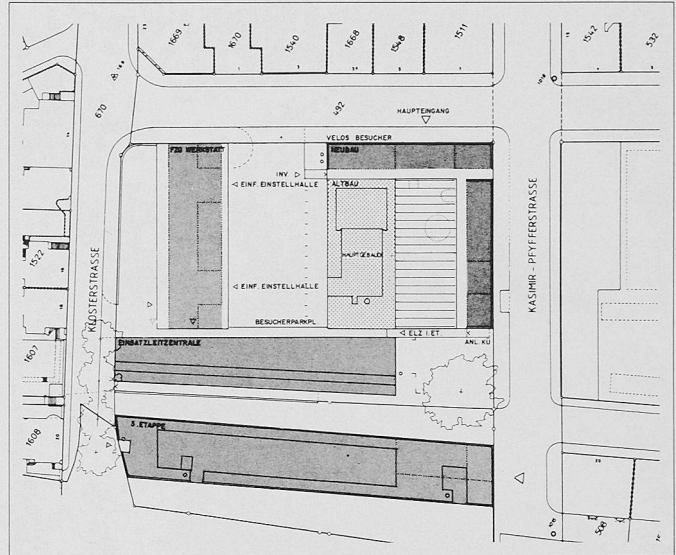 1669
1670
1540
1668
1548
1511
1542
532
670
492
HAUPTEINGANG
VELOS BESUCHER
FZG WERKSTATT
NEUBAU
INV.
EINF. EINSTELLHALLE
ALTBAU
HAUPTGEBÄUDE
KLOSTERSTRASSE
KASIMIR - PFYFFERSTRASSE
1522
EINF. EINSTELLHALLE
BESUCHERPARKPL.
ELZ I. ET.
EINSATZLEITZENTRALE
ANL. KÜ
1607
5. ETAPPE
1608
508